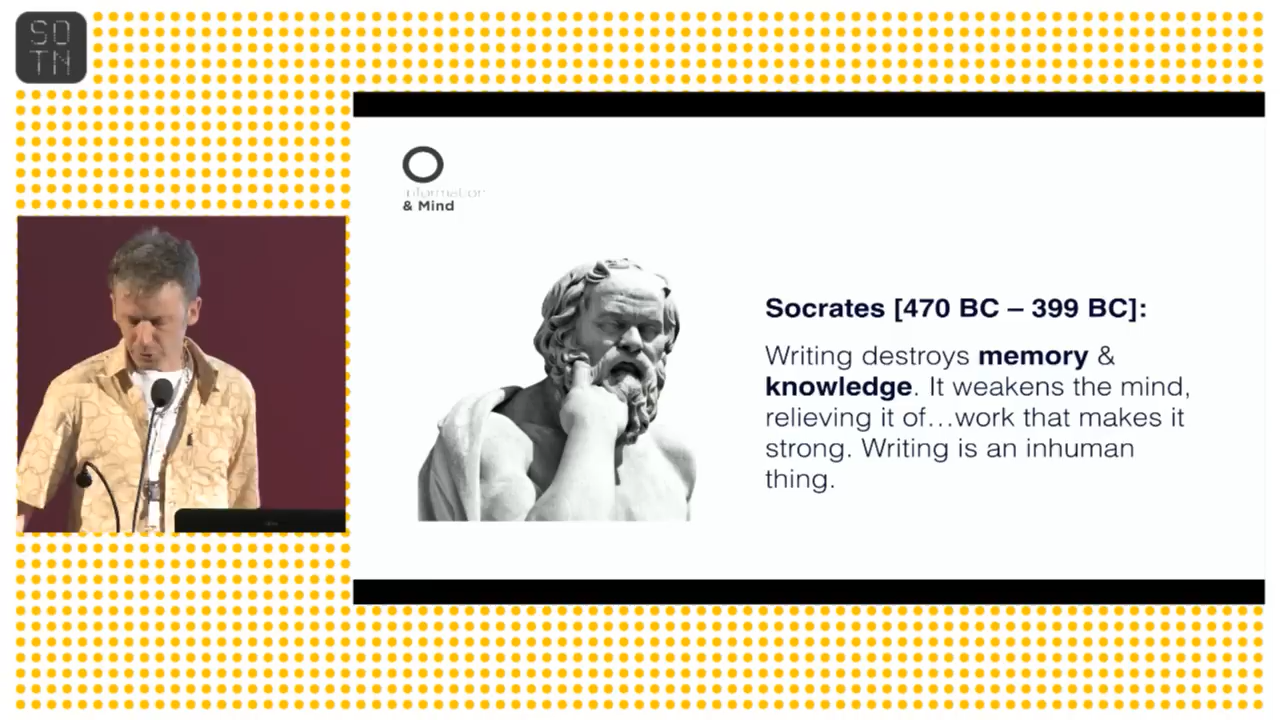 SO
TN
Information
& Mind
Socrates [470 BC – 399 BC]:
Writing destroys memory &
knowledge. It weakens the mind,
relieving it of…work that makes it
strong. Writing is an inhuman
thing.